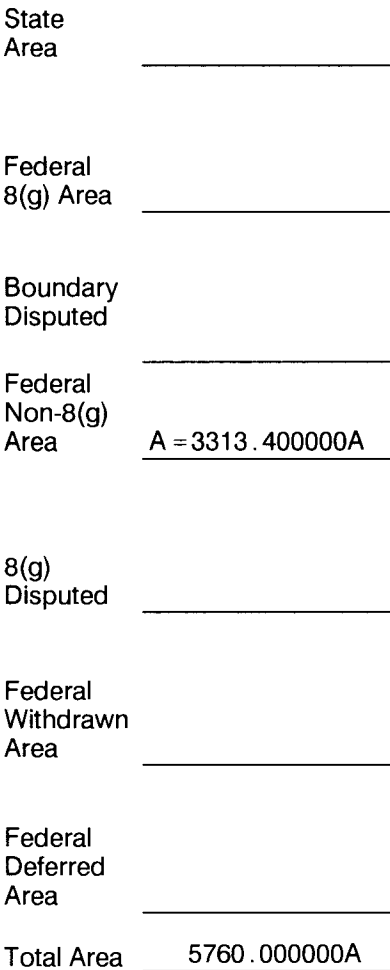 State
Area
Federal
8(g) Area
Boundary
Disputed
Federal
Non-8(g)
Area A = 3313.400000A
8(g)
Disputed
Federal
Withdrawn
Area
Federal
Deferred
Area
Total Area 5760.000000A